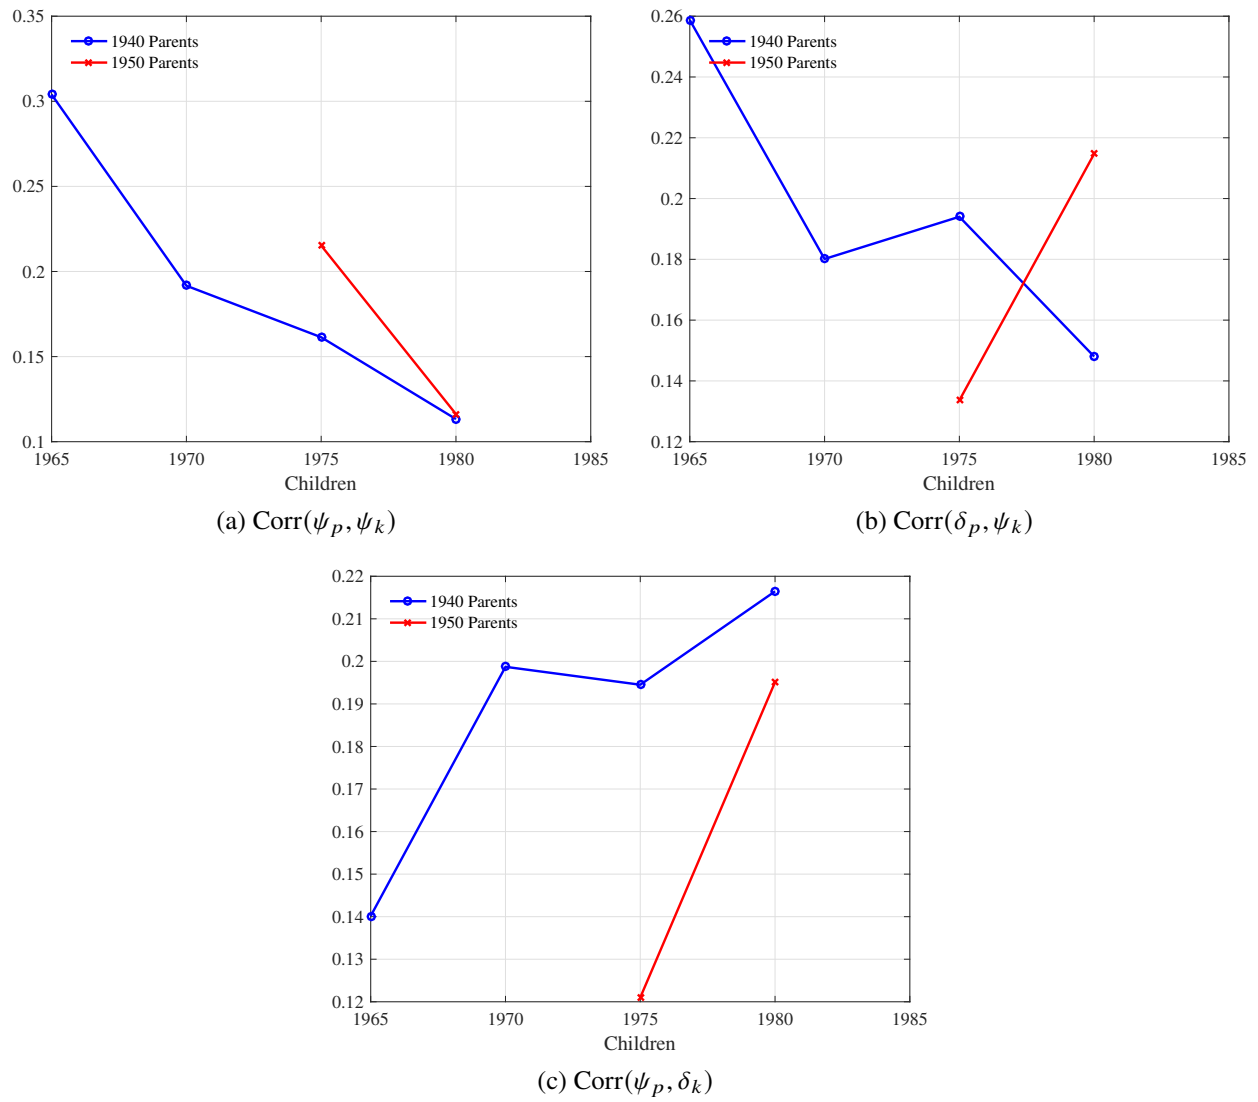 0.35
0.3
0.25
0.2
0.15
0.1
1965 1970 1975 1980 1985
Children
1940 Parents
1950 Parents
(a) Corr(ψ_p, ψ_k)
0.26
0.24
0.22
0.2
0.18
0.16
0.14
0.12
1965 1970 1975 1980 1985
Children
1940 Parents
1950 Parents
(b) Corr(δ_p, ψ_k)
0.22
0.21
0.2
0.19
0.18
0.17
0.16
0.15
0.14
0.13
0.12
1965 1970 1975 1980 1985
Children
1940 Parents
1950 Parents
(c) Corr(ψ_p, δ_k)